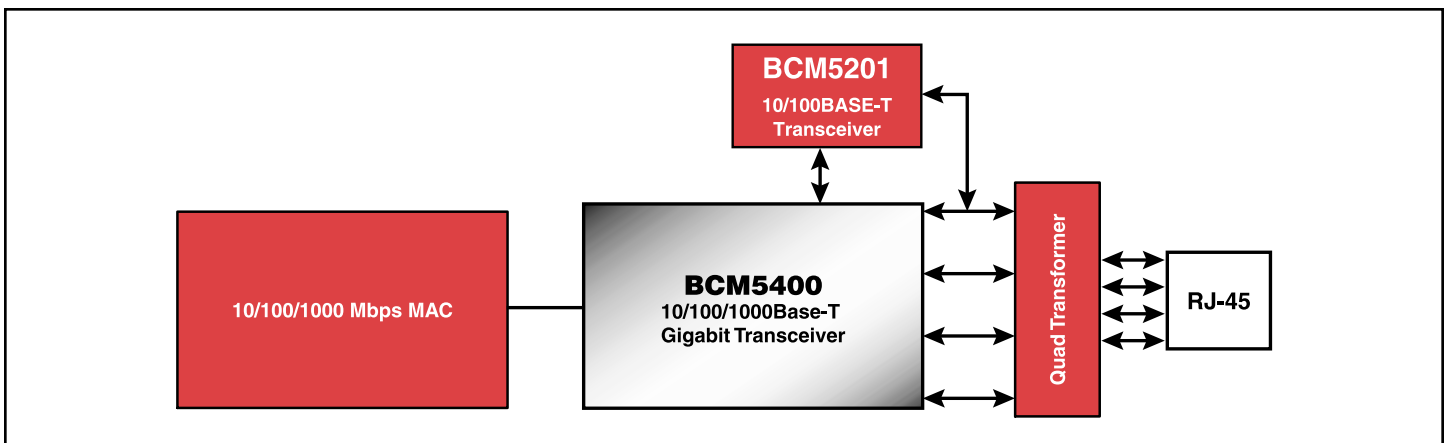 BCM5201
10/100BASE-T
Transceiver
10/100/1000 Mbps MAC
BCM5400
10/100/1000Base-T
Gigabit Transceiver
Quad Transformer
RJ-45